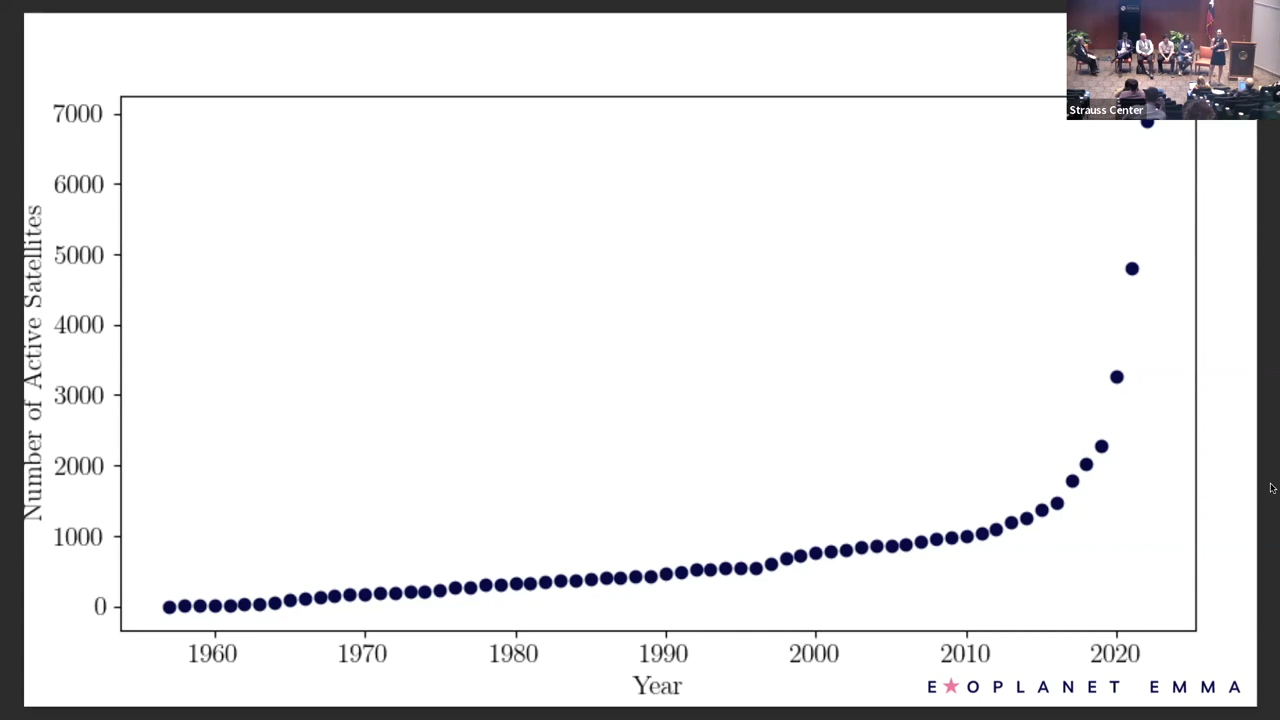 Strauss Center
7000
6000
5000
4000
3000
2000
1000
0
Number of Active Satellites
1960 1970 1980 1990 2000 2010 2020
Year
E★OPLANET EMMA